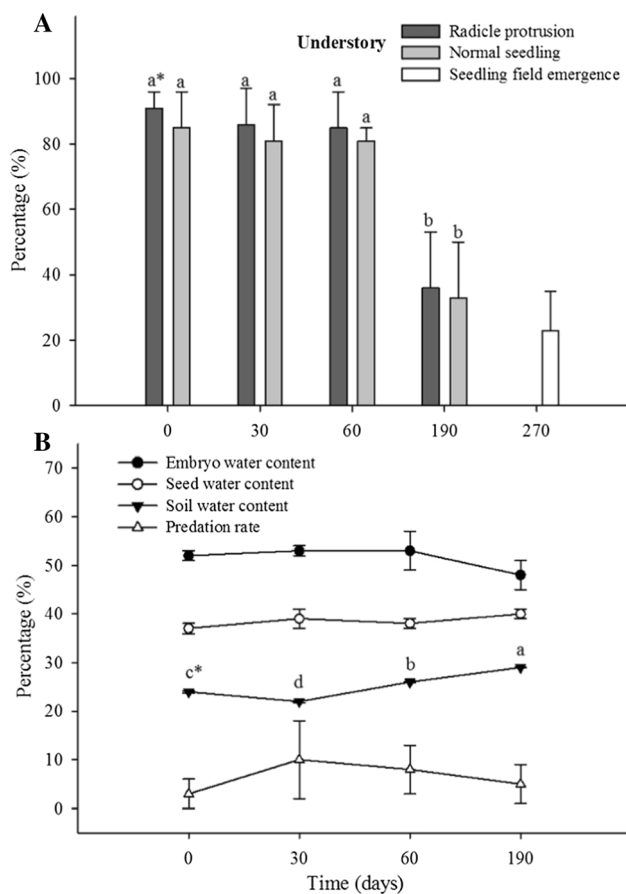 A
Understory
Radicle protrusion
Normal seedling
Seedling field emergence
Percentage (%)
100
80
60
40
20
0
a* a a a a a b b
0 30 60 190 270
B
Embryo water content
Seed water content
Soil water content
Predation rate
Percentage (%)
70
60
50
40
30
20
10
0
c* d b a
0 30 60 190
Time (days)